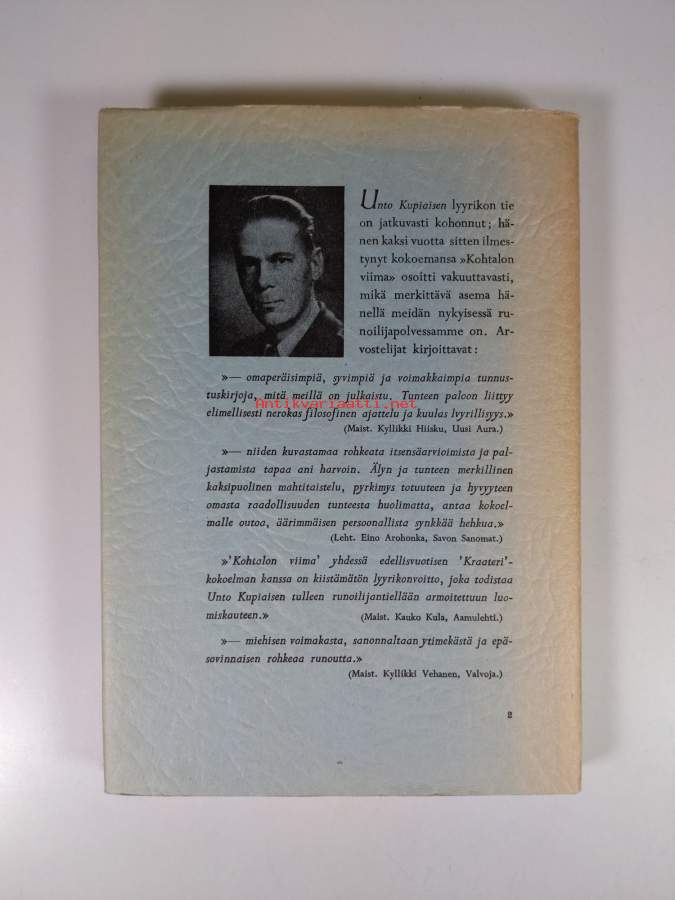 Unto Kupiaisen lyyrikon tie
on jatkuvasti kohonnut; hä-
nen kaksi vuotta sitten ilmes-
tynyt kokoemansa »Kohtalon
viima» osoitti vakuuttavasti,
mikä merkittävä asema hä-
nellä meidän nykyisessä ru-
noilijapolvessamme on. Ar-
vostelijat kirjoittavat:
»— omaperäisimpiä, syvimpiä ja voimakkaimpia tunnus-
tuskirjoja, mitä meillä on julkaistu. Tunteen paloon liittyy
elimellisesti nerokas filosofinen ajattelu ja kuulas lyyrillisyys.»
Antikvariaatti.net
(Maist. Kyllikki Hiisku, Uusi Aura.)
»— niiden kuvastamaa rohkeata itsensäarvioimista ja pal-
jastamista tapaa ani harvoin. Älyn ja tunteen merkillinen
kaksipuolinen mahtitaistelu, pyrkimys totuuteen ja hyvyyteen
omasta raadollisuuden tunteesta huolimatta, antaa kokoel-
malle outoa, äärimmäisen persoonallista synkkää hehkua.»
(Leht. Eino Arohonka, Savon Sanomat.)
»'Kohtalon viima' yhdessä edellisvuotisen 'Kraateri'-
kokoelman kanssa on kiistämätön lyyrikonvoitto, joka todistaa
Unto Kupiaisen tulleen runoilijantiellään armoitettuun luo-
miskauteen.» (Maist. Kauko Kula, Aamulehti.)
»— miehisen voimakasta, sanonnaltaan ytimekästä ja epä-
sovinnaisen rohkeaa runoutta.»
(Maist. Kyllikki Vehanen, Valvoja.)
2